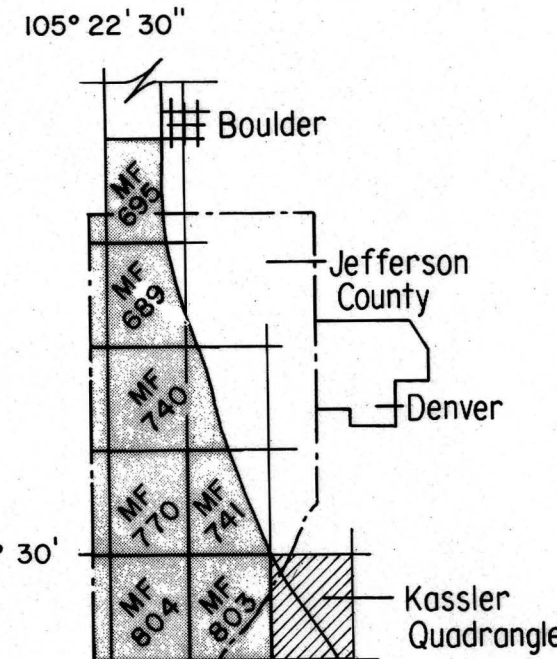 105° 22' 30"
Boulder
MF
695
Jefferson
County
MF
689
MF
740
Denver
MF
770
MF
741
° 30'
MF
804
MF
803
Kassler
Quadrangle